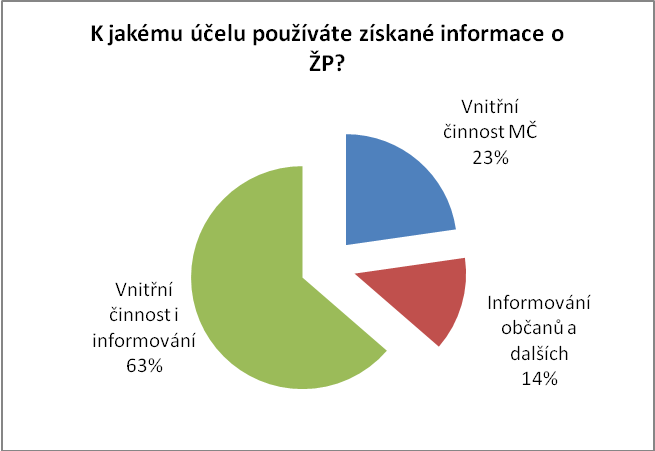 K jakému účelu používáte získané informace o
ŽP?
Vnitřní
činnost MČ
23%
Informování
občanů a
dalších
14%
Vnitřní
činnost i
informování
63%